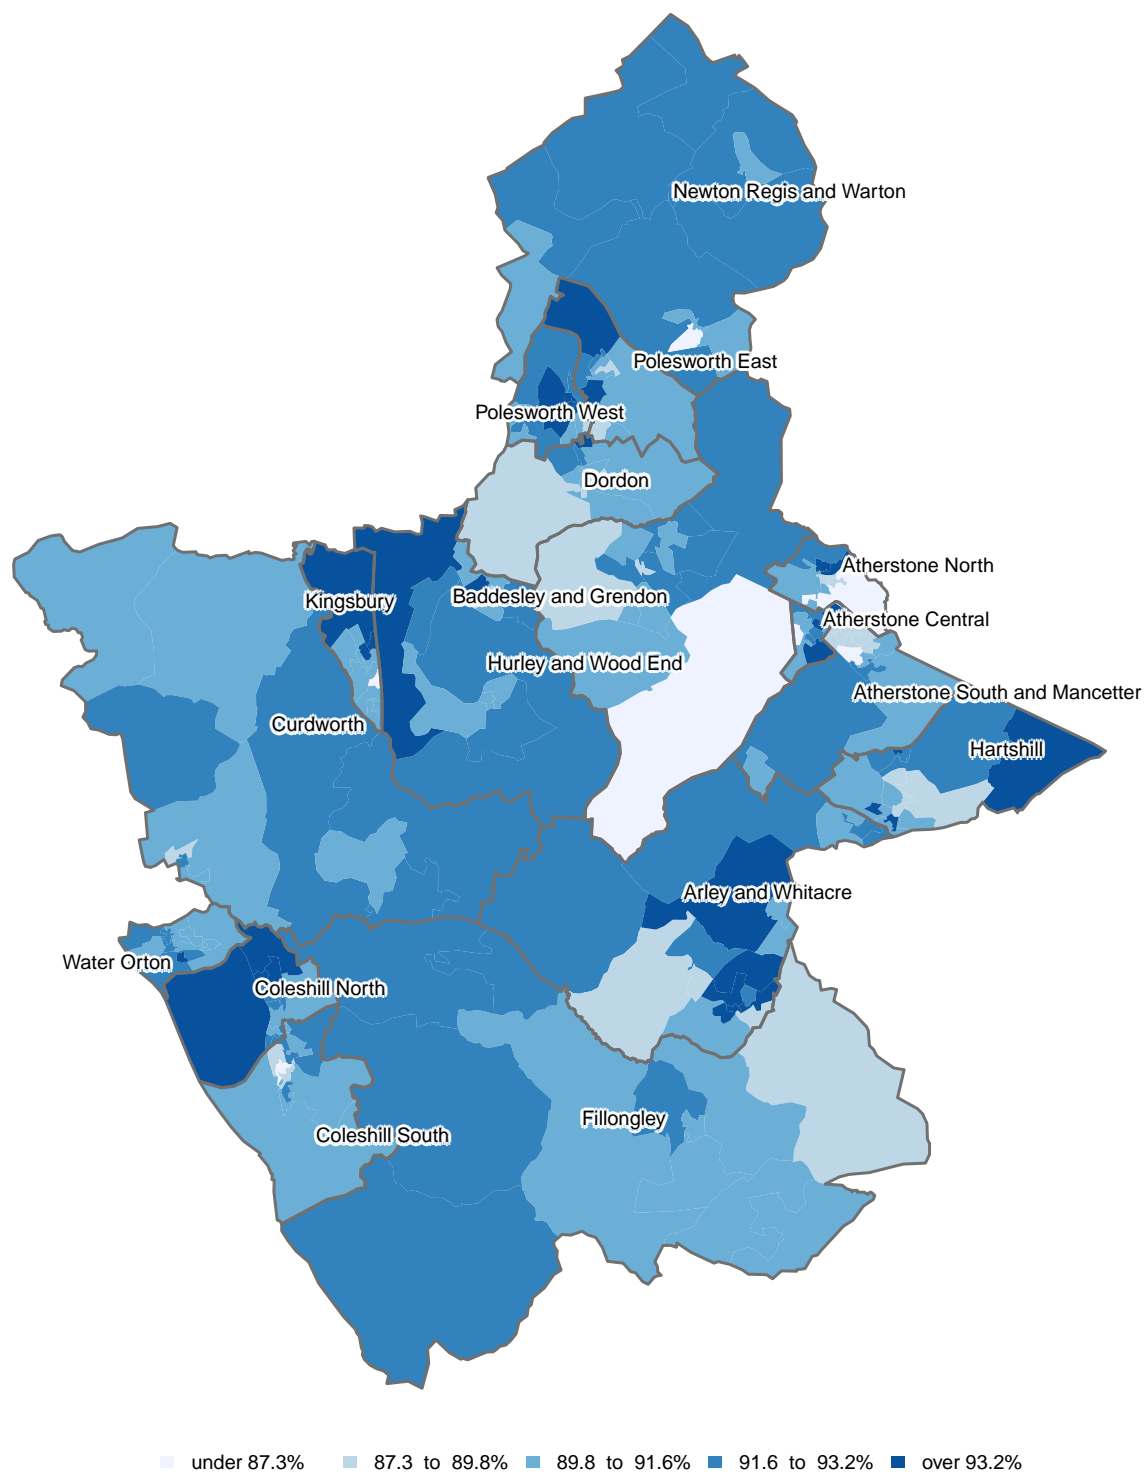 Newton Regis and Warton
Polesworth East
Polesworth West
Dordon
Atherstone North
Baddesley and Grendon
Kingsbury
Atherstone Central
Hurley and Wood End
Atherstone South and Mancetter
Curdworth
Hartshill
Arley and Whitacre
Water Orton
Coleshill North
Fillongley
Coleshill South
under 87.3% 87.3 to 89.8% 89.8 to 91.6% 91.6 to 93.2% over 93.2%